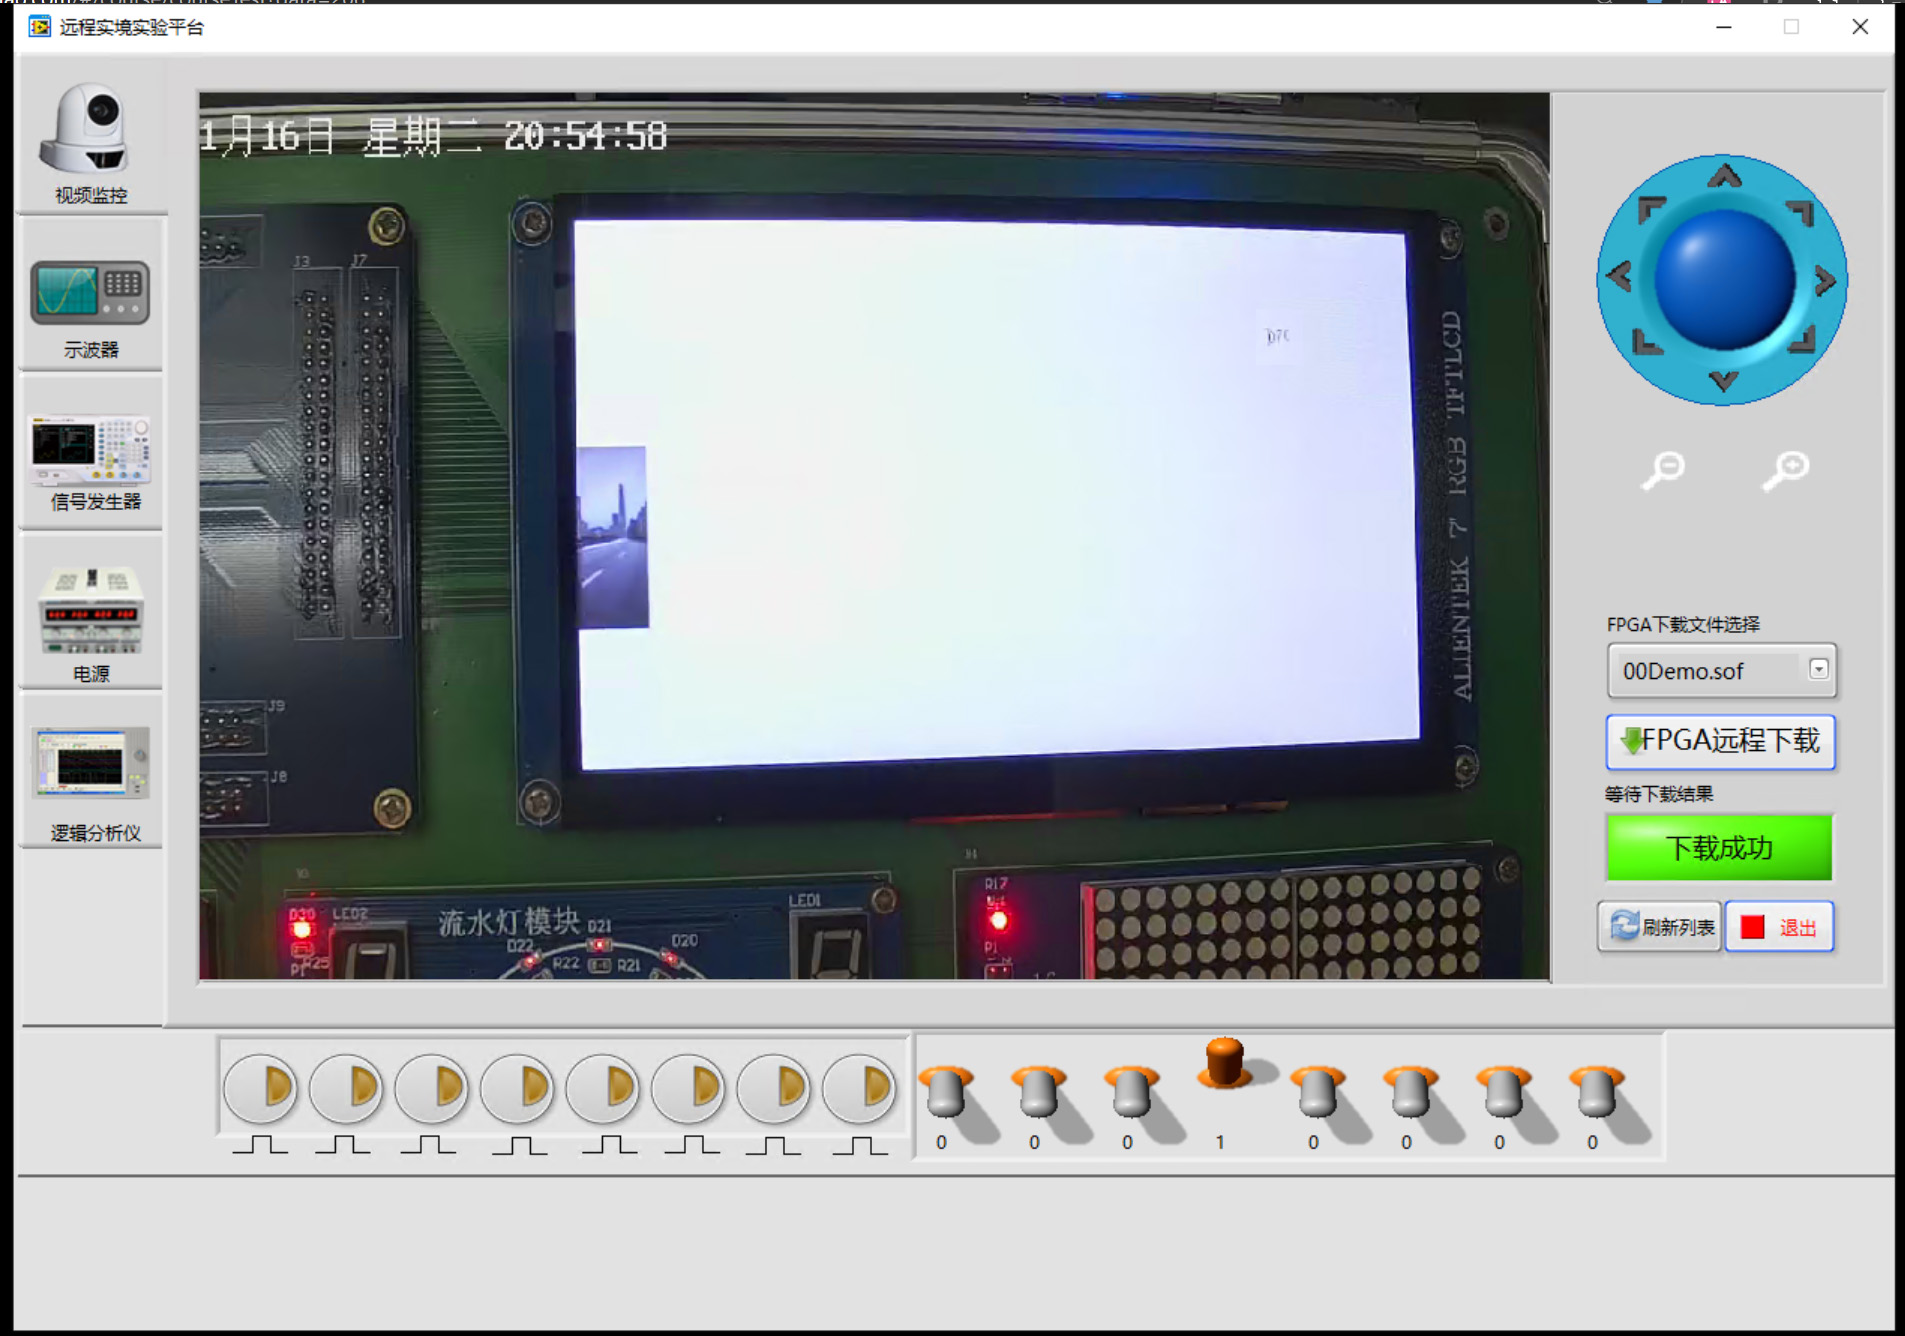 远程实境实验平台
视频监控
示波器
信号发生器
电源
逻辑分析仪
1月16日 星期二 20:54:58
J3 J7
J9
J8
ALIENTEK 7" RGB TFTLCD
D30 LED2
流水灯模块
D21
D22
D20
R22
R21
R25
P1
LED1
R17
P1
FPGA下载文件选择
00Demo.sof
FPGA远程下载
等待下载结果
下载成功
刷新列表
退出
0 0 0 1 0 0 0 0